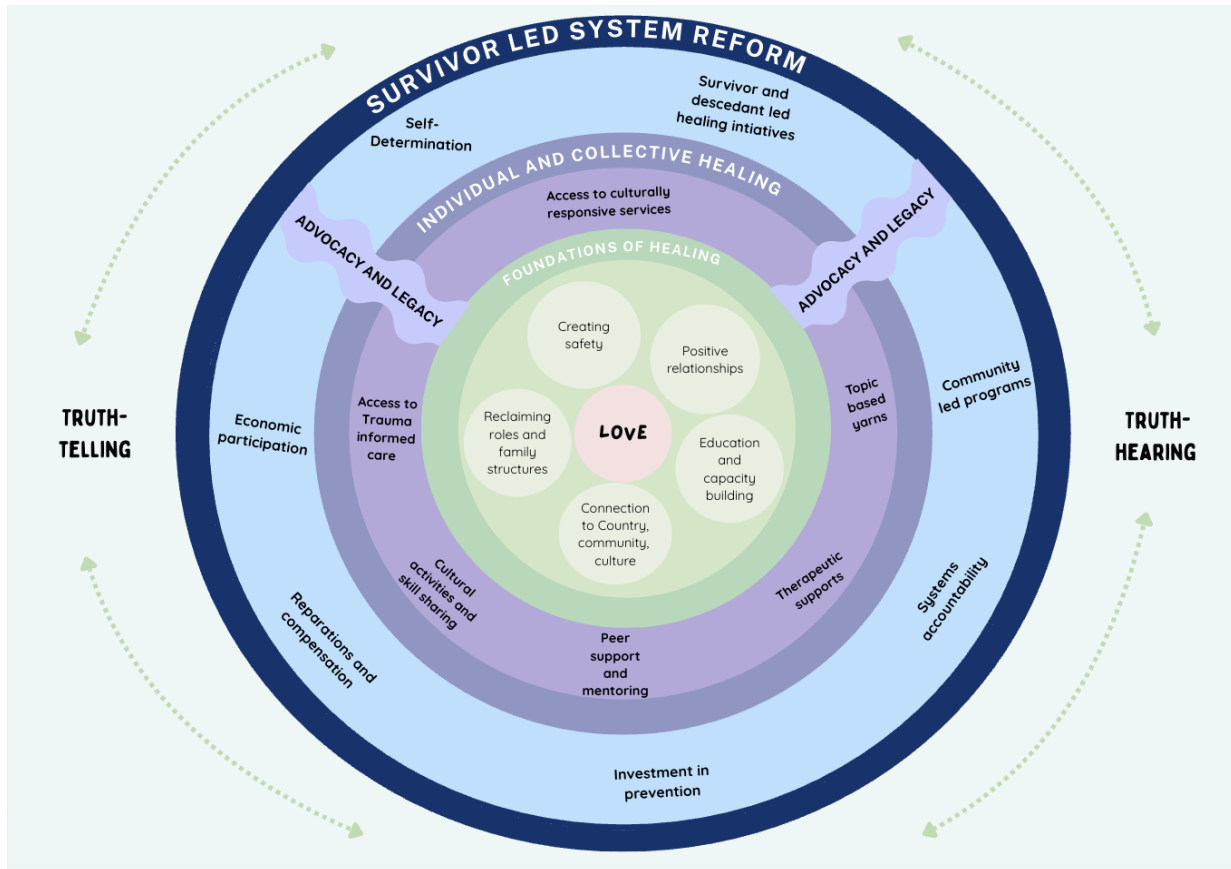 SURVIVOR LED SYSTEM REFORM
Self-
Determination
Survivor and
descedant led
healing intiatives
INDIVIDUAL AND COLLECTIVE HEALING
Access to culturally
responsive services
ADVOCACY AND LEGACY
ADVOCACY AND LEGACY
FOUNDATIONS OF HEALING
Creating
safety
Positive
relationships
LOVE
Reclaiming
roles and
family
structures
Education
and
capacity
building
Connection
to Country,
community,
culture
Access to
Trauma
informed
care
Topic
based
yarns
Cultural
activities and
skill sharing
Therapeutic
supports
Peer
support
and
mentoring
Economic
participation
Community
led programs
Reparations and
compensation
Systems
accountability
Investment in
prevention
TRUTH-
TELLING
TRUTH-
HEARING